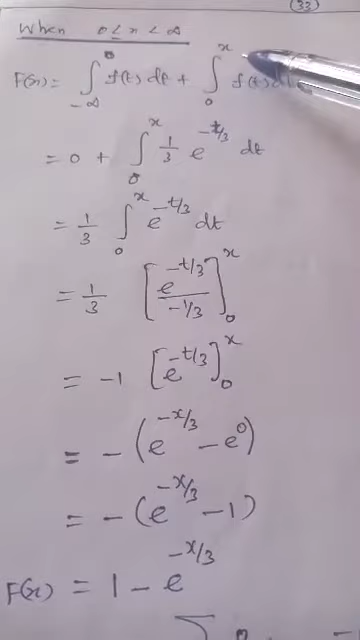 (33)
When 0 ≤ x < ∞
F(x) = ∫_{-∞}^{0} f(t) dt + ∫_{0}^{x} f(t) dt
= 0 + ∫_{0}^{x} 1/3 e^{-t/3} dt
= 1/3 ∫_{0}^{x} e^{-t/3} dt
= 1/3 [e^{-t/3} / -1/3]_{0}^{x}
= -1 [e^{-t/3}]_{0}^{x}
= -(e^{-x/3} - e^{0})
= -(e^{-x/3} - 1)
F(x) = 1 - e^{-x/3}